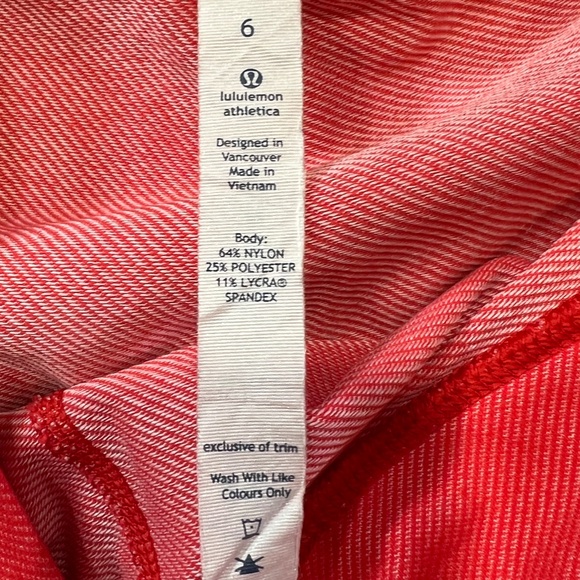 6
lululemon
athletica
Designed in
Vancouver
Made in
Vietnam
Body:
64% NYLON
25% POLYESTER
11% LYCRA®
SPANDEX
exclusive of trim
Wash With Like
Colours Only